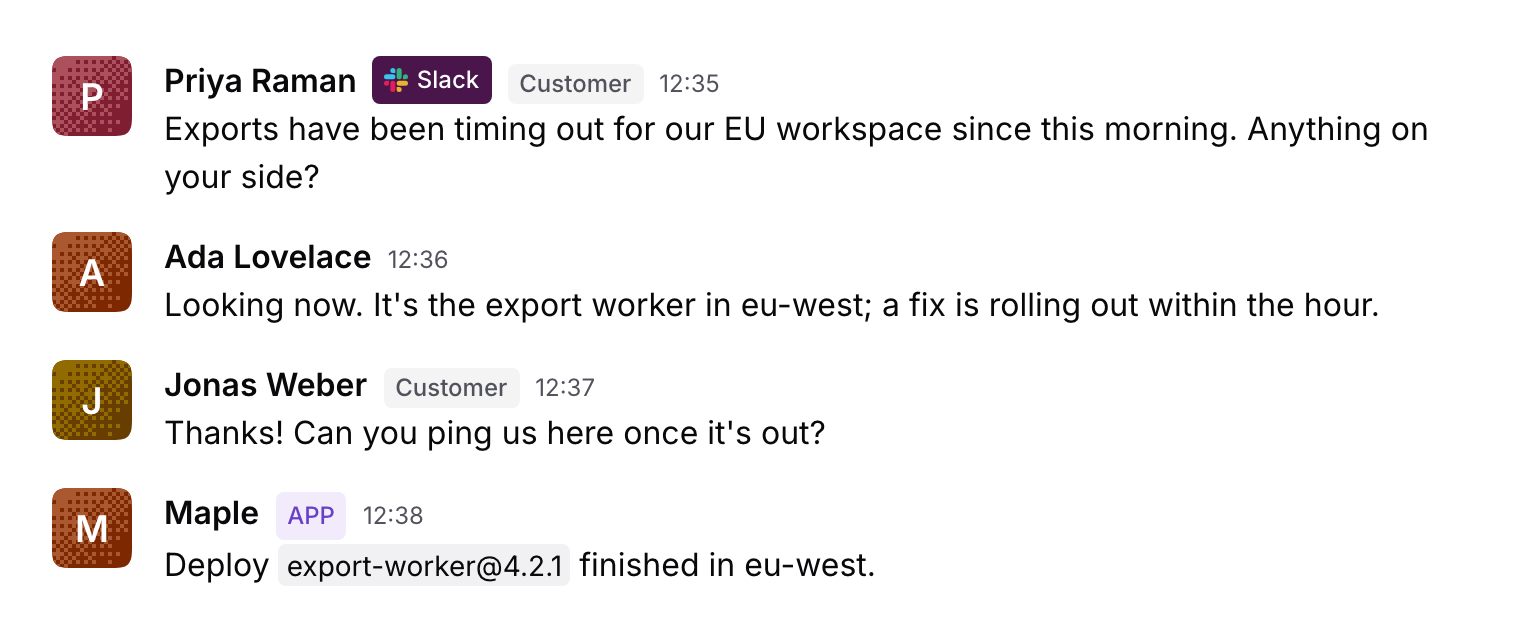 P
Priya Raman Slack Customer 12:35
Exports have been timing out for our EU workspace since this morning. Anything on
your side?
A
Ada Lovelace 12:36
Looking now. It's the export worker in eu-west; a fix is rolling out within the hour.
J
Jonas Weber Customer 12:37
Thanks! Can you ping us here once it's out?
M
Maple APP 12:38
Deploy export-worker@4.2.1 finished in eu-west.